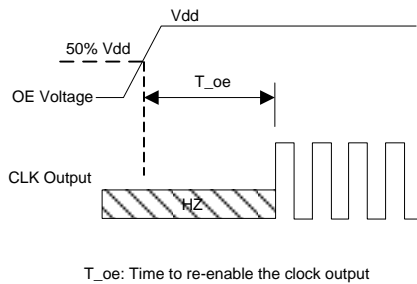 Vdd
50% Vdd
T_oe
OE Voltage
CLK Output
HZ
T_oe: Time to re-enable the clock output